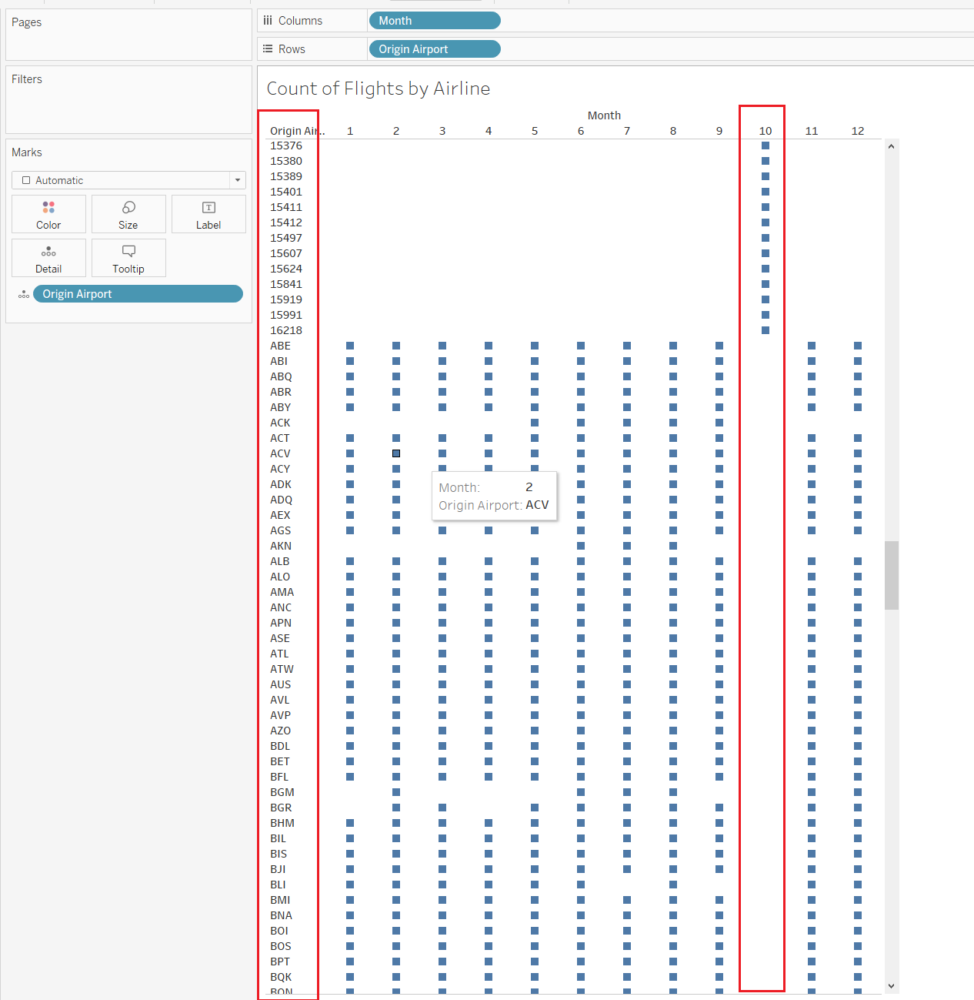 Pages
Filters
Marks
Automatic
Color Size Label
Detail Tooltip
Origin Airport
Columns Month
Rows Origin Airport
Count of Flights by Airline
Month
Origin Air.. 1 2 3 4 5 6 7 8 9 10 11 12
15376
15380
15389
15401
15411
15412
15497
15607
15624
15841
15919
15991
16218
ABE
ABI
ABQ
ABR
ABY
ACK
ACT
ACV
ACY
ADK
ADQ
AEX
AGS
AKN
ALB
ALO
AMA
ANC
APN
ASE
ATL
ATW
AUS
AVL
AVP
AZO
BDL
BET
BFL
BGM
BGR
BHM
BIL
BIS
BJI
BLI
BMI
BNA
BOI
BOS
BPT
BQK
BQN
Month: 2
Origin Airport: ACV